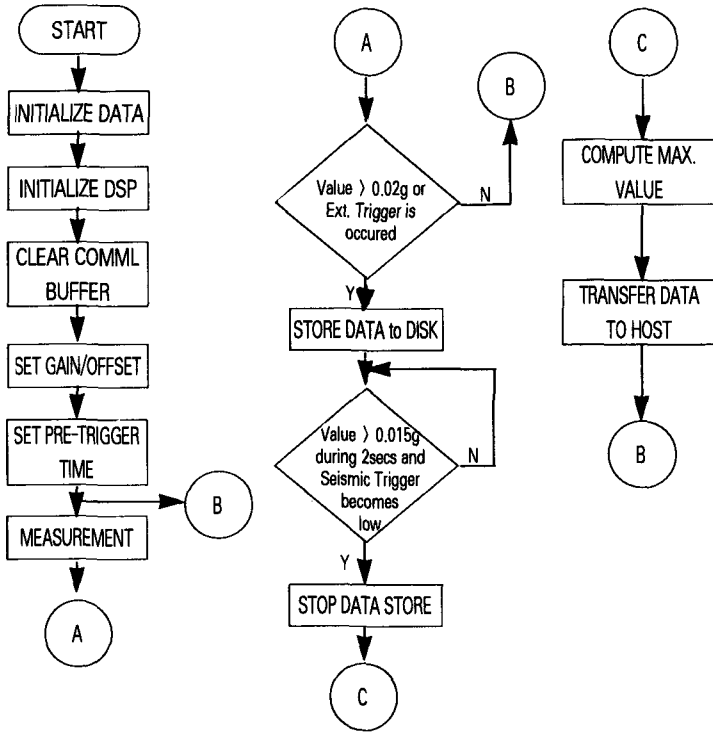 START
INITIALIZE DATA
INITIALIZE DSP
CLEAR COMML
BUFFER
SET GAIN/OFFSET
SET PRE-TRIGGER
TIME
B
MEASUREMENT
A
A
B
Value > 0.02g or
Ext. Trigger is
occured
N
Y
STORE DATA to DISK
Value > 0.015g
during 2secs and
Seismic Trigger
becomes
low
N
Y
STOP DATA STORE
C
C
COMPUTE MAX.
VALUE
TRANSFER DATA
TO HOST
B